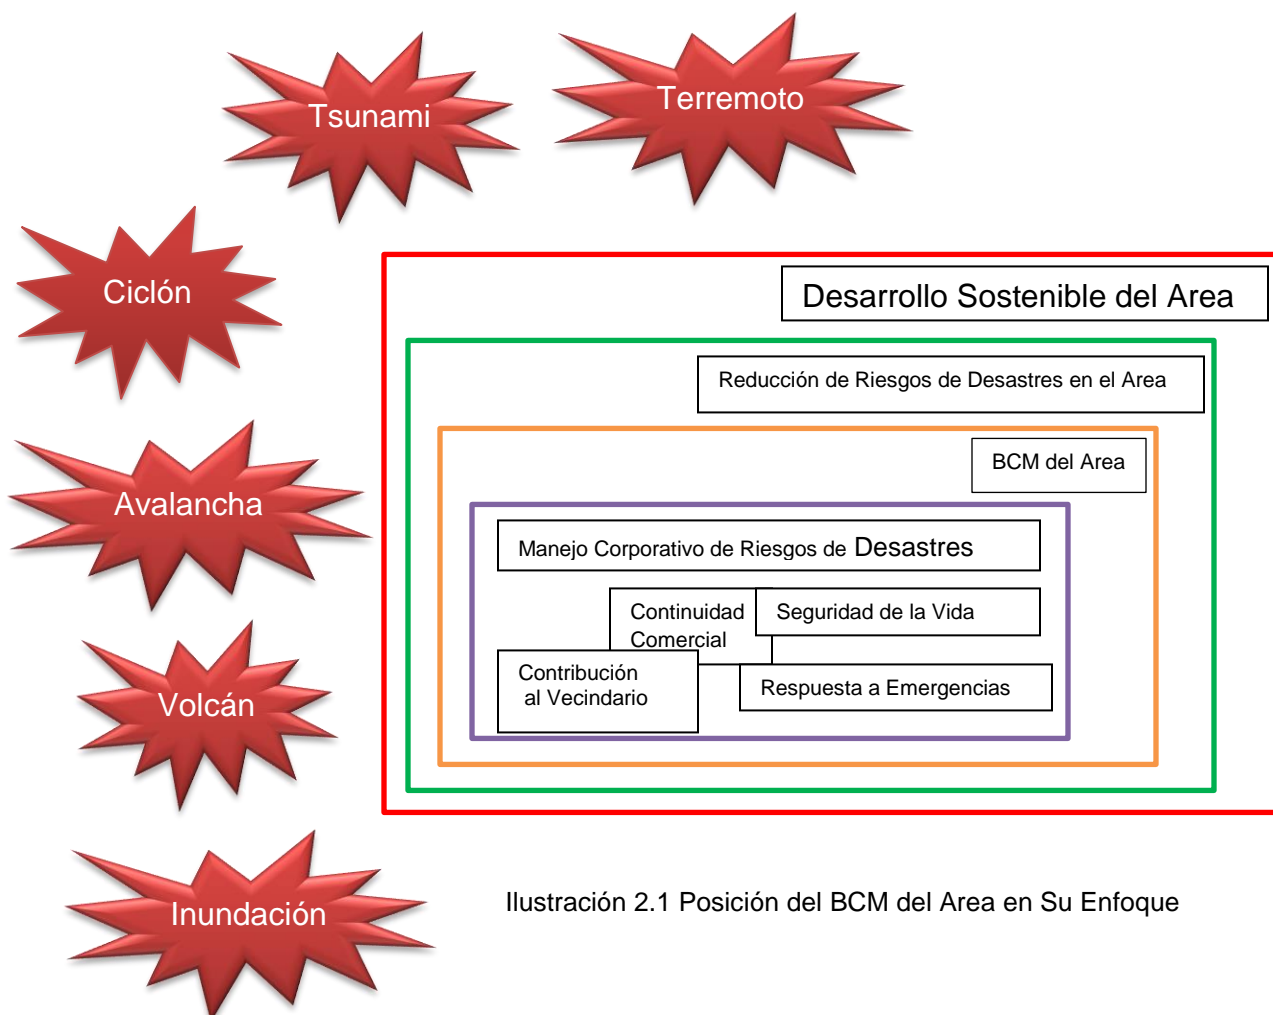 Tsunami
Terremoto
Ciclón
Desarrollo Sostenible del Area
Reducción de Riesgos de Desastres en el Area
BCM del Area
Avalancha
Manejo Corporativo de Riesgos de Desastres
Continuidad
Comercial
Seguridad de la Vida
Contribución
al Vecindario
Respuesta a Emergencias
Volcán
Inundación
Ilustración 2.1 Posición del BCM del Area en Su Enfoque